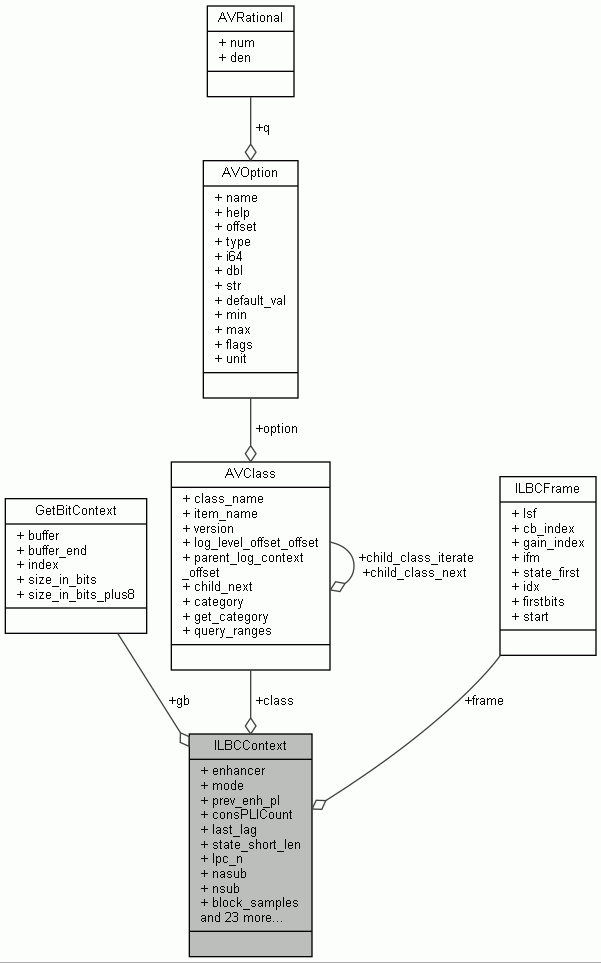 AVRational
+ num
+ den
+q
AVOption
+ name
+ help
+ offset
+ type
+ i64
+ dbl
+ str
+ default_val
+ min
+ max
+ flags
+ unit
+option
AVClass
+ class_name
+ item_name
+ version
+ log_level_offset_offset
+ parent_log_context
_offset
+ child_next
+ category
+ get_category
+ query_ranges
+child_class_iterate
+child_class_next
GetBitContext
+ buffer
+ buffer_end
+ index
+ size_in_bits
+ size_in_bits_plus8
ILBCFrame
+ lsf
+ cb_index
+ gain_index
+ ifm
+ state_first
+ idx
+ firstbits
+ start
+gb
+class
+frame
ILBCContext
+ enhancer
+ mode
+ prev_enh_pl
+ consPLICount
+ last_lag
+ state_short_len
+ lpc_n
+ nasub
+ nsub
+ block_samples
and 23 more...